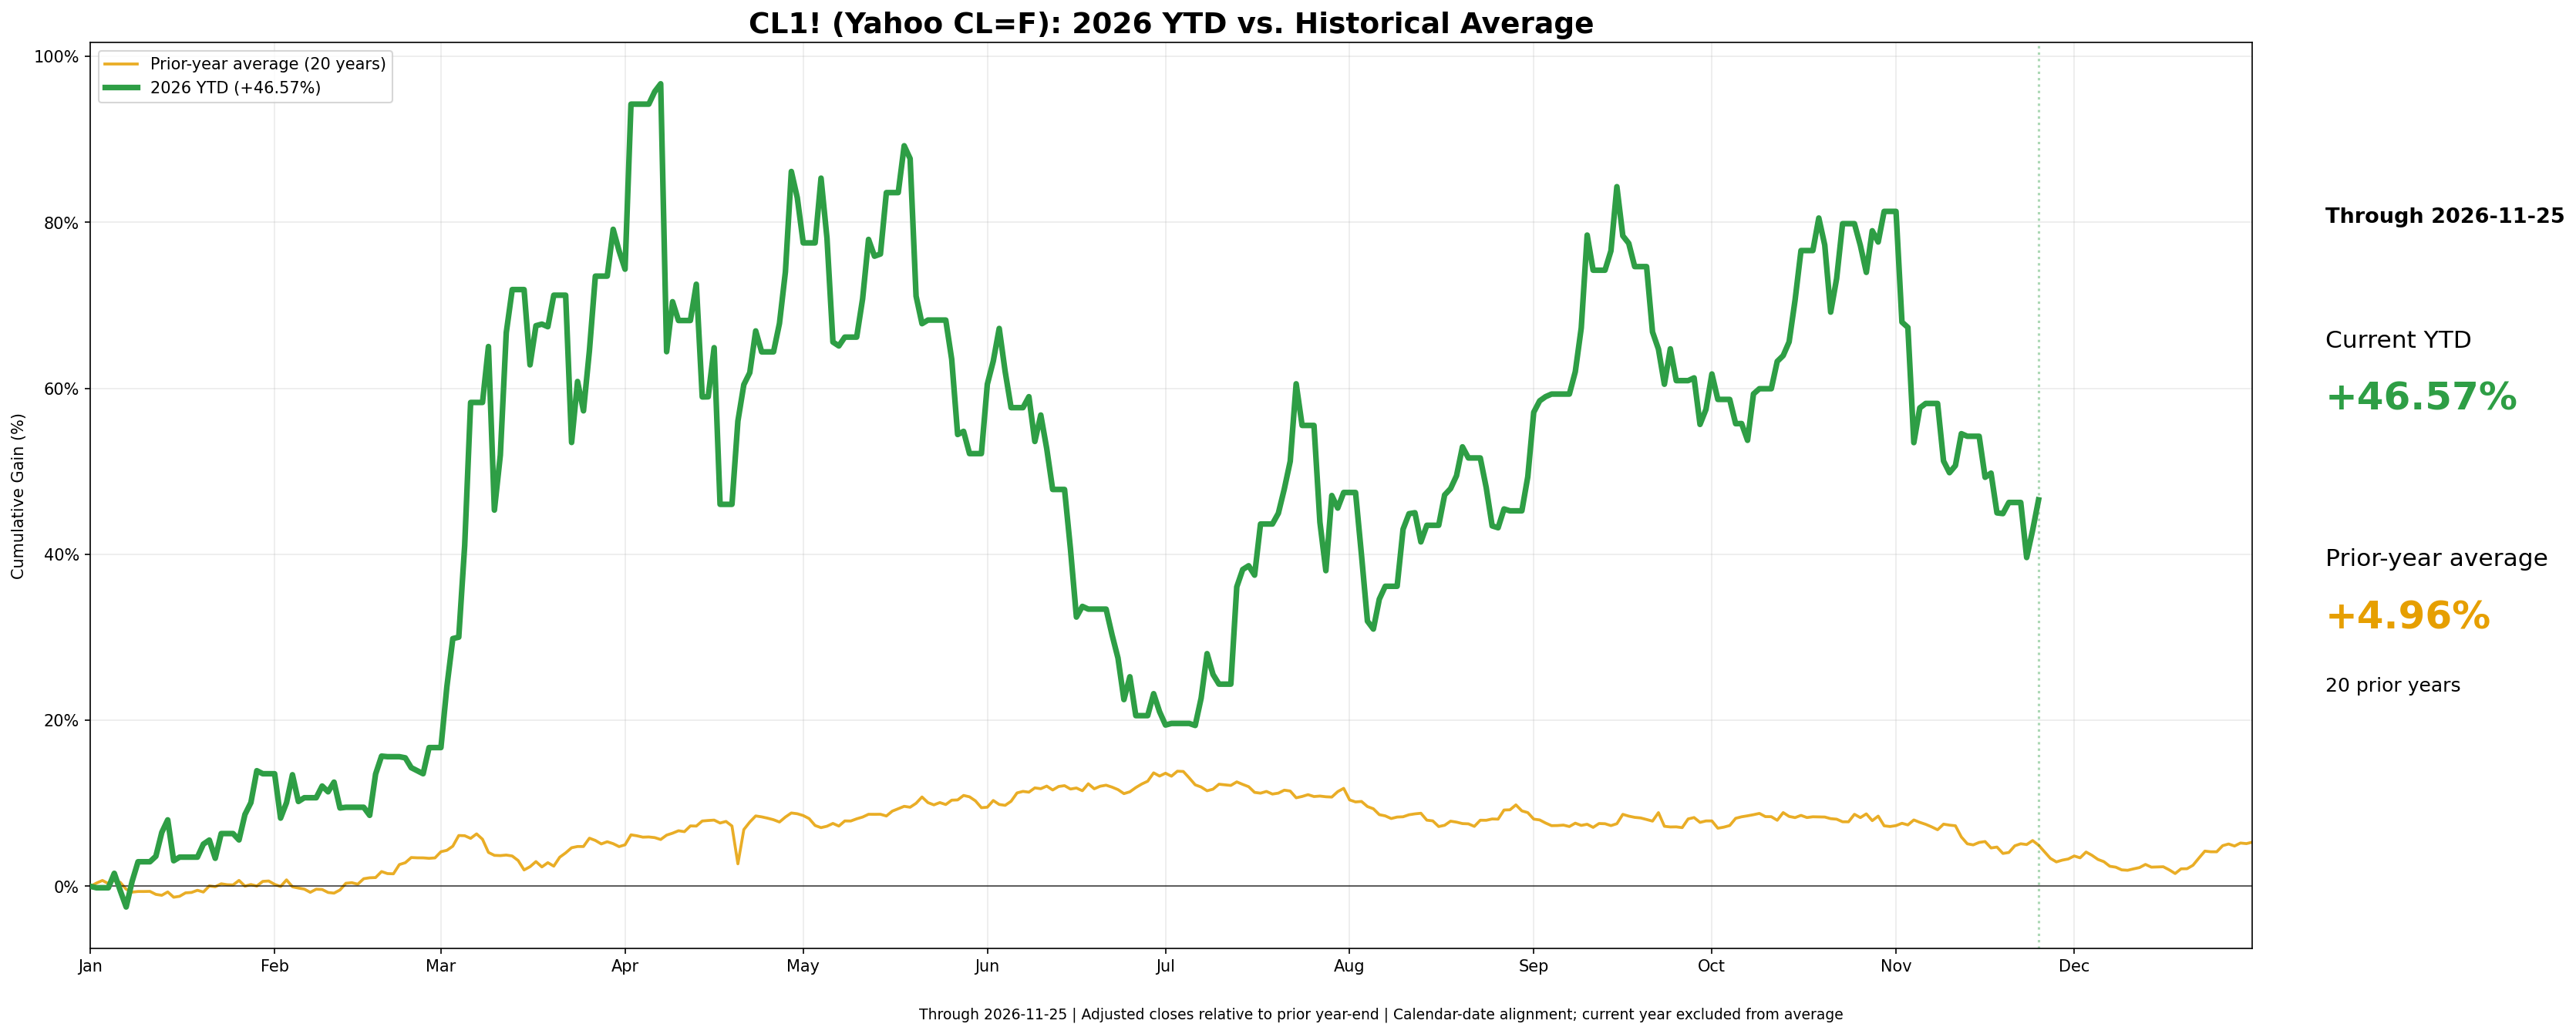 CL1! (Yahoo CL=F): 2026 YTD vs. Historical Average
Prior-year average (20 years)
2026 YTD (+46.57%)
Cumulative Gain (%)
100%
80%
60%
40%
20%
0%
Jan Feb Mar Apr May Jun Jul Aug Sep Oct Nov Dec
Through 2026-11-25
Current YTD
+46.57%
Prior-year average
+4.96%
20 prior years
Through 2026-11-25 | Adjusted closes relative to prior year-end | Calendar-date alignment; current year excluded from average